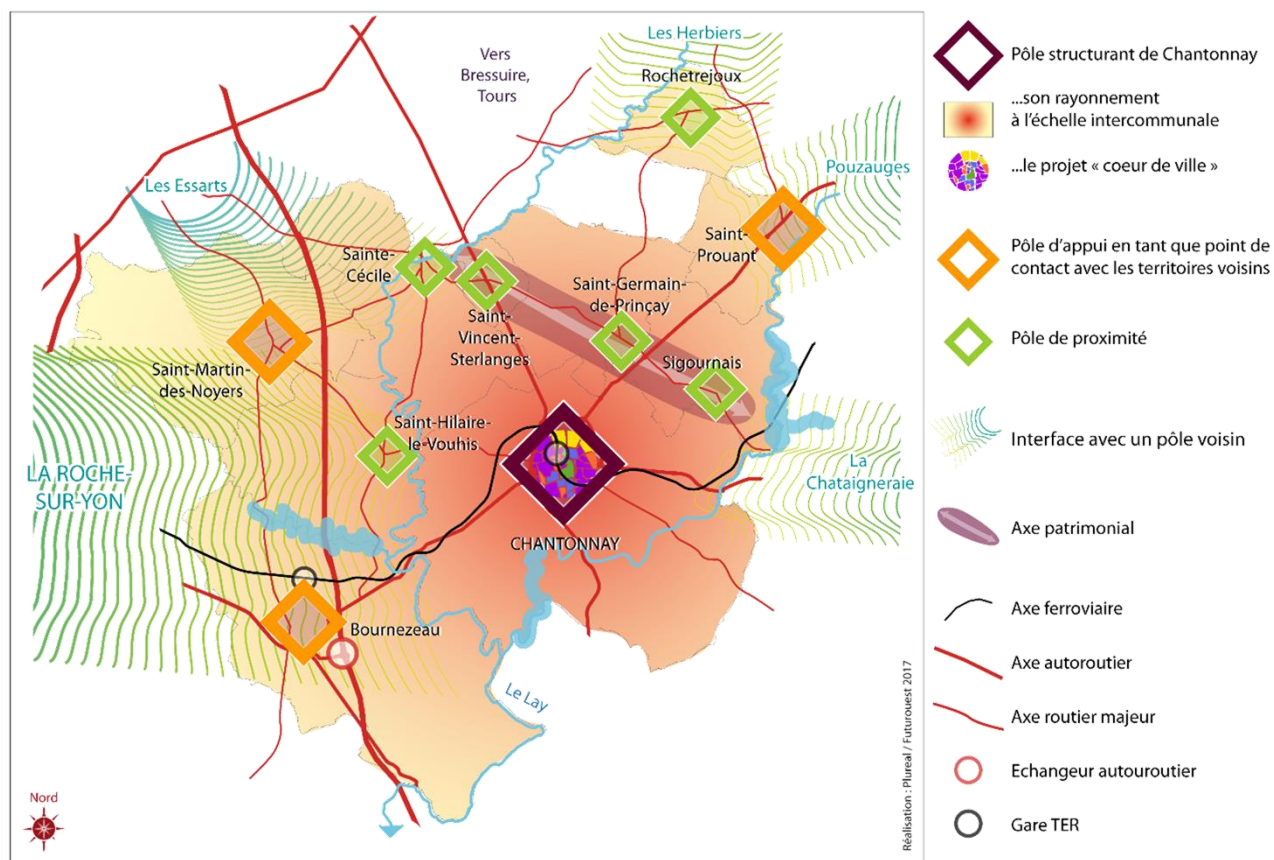 Les Herbiers
Vers
Bressuire,
Tours
Rochetrejoux
Les Essarts
Pouzauges
Sainte-
Cécile
Saint-
Prouant
Saint-Germain-
de-Prinçay
Saint-
Vincent-
Sterlanges
Saint-Martin-
des-Noyers
Sigournais
Saint-Hilaire-
le-Vouhis
LA ROCHE-
SUR-YON
La
Chataigneraie
CHANTONNAY
Bournezeau
Le Lay
Nord
Réalisation : Plureal / Futurouest 2017
Pôle structurant de Chantonnay
...son rayonnement
à l'échelle intercommunale
...le projet « coeur de ville »
Pôle d'appui en tant que point de
contact avec les territoires voisins
Pôle de proximité
Interface avec un pôle voisin
Axe patrimonial
Axe ferroviaire
Axe autoroutier
Axe routier majeur
Echangeur autouroutier
Gare TER